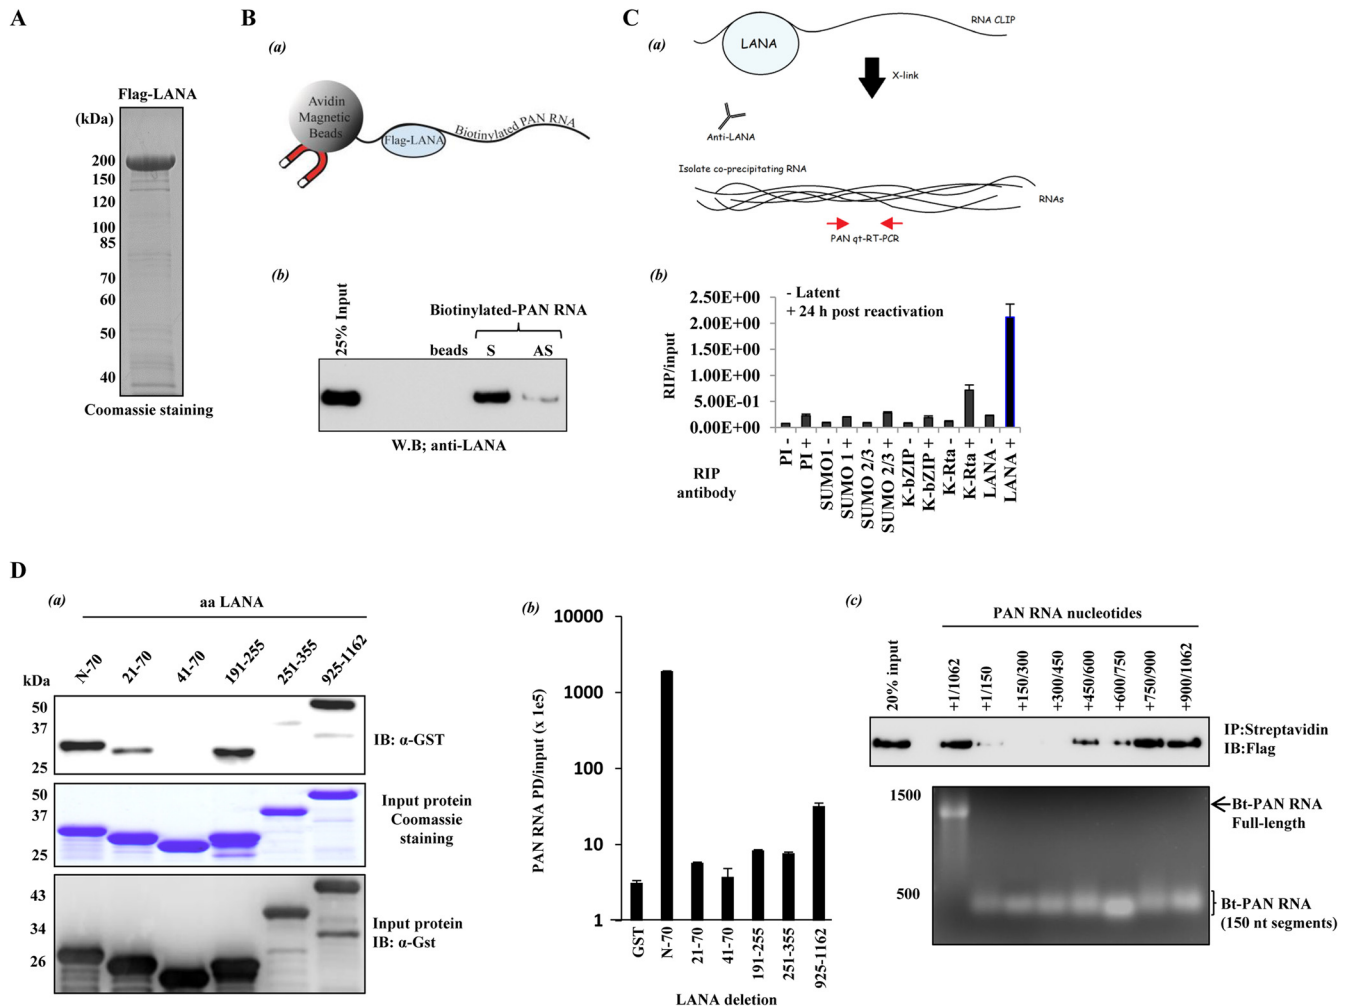 A
Flag-LANA
(kDa)
200
150
120
100
85
70
60
50
40
Coomassie staining
B
(a)
Avidin
Magnetic
Beads
Flag-LANA
Biotinylated PAN RNA
(b)
25% Input
Biotinylated-PAN RNA
beads S AS
W.B; anti-LANA
C
(a)
LANA
RNA CLIP
X-link
Anti-LANA
Isolate co-precipitating RNA
RNAs
PAN qt-RT-PCR
(b)
- Latent
+ 24 h post reactivation
RIP/input
2.50E+00
2.00E+00
1.50E+00
1.00E+00
5.00E-01
0.00E+00
RIP
antibody
PI -
PI +
SUMO1 -
SUMO 1 +
SUMO 2/3 -
SUMO 2/3 +
K-bZIP -
K-bZIP +
K-Rta -
K-Rta +
LANA -
LANA +
D
(a)
aa LANA
N-70
21-70
41-70
191-255
251-355
925-1162
kDa
50
37
25
IB: α-GST
50
37
25
Input protein
Coomassie
staining
43
34
26
Input protein
IB: α-Gst
(b)
PAN RNA PD/input (x 1e5)
10000
1000
100
10
1
GST
N-70
21-70
41-70
191-255
251-355
925-1162
LANA deletion
(c)
PAN RNA nucleotides
20% input
+1/1062
+1/150
+150/300
+300/450
+450/600
+600/750
+750/900
+900/1062
IP:Streptavidin
IB:Flag
1500
500
Bt-PAN RNA
Full-length
Bt-PAN RNA
(150 nt segments)